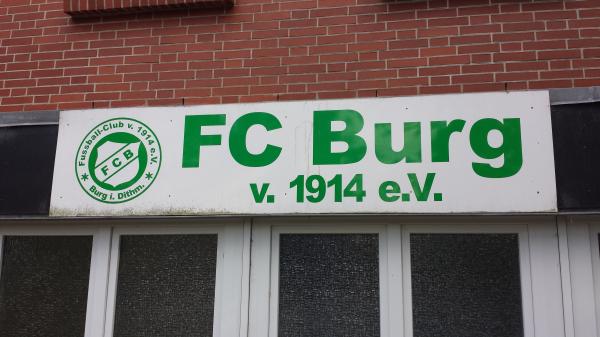 Fussball-Club v. 1914 e.V.
FCB
* Burg i. Dithm. *
FC Burg
v. 1914 e.V.